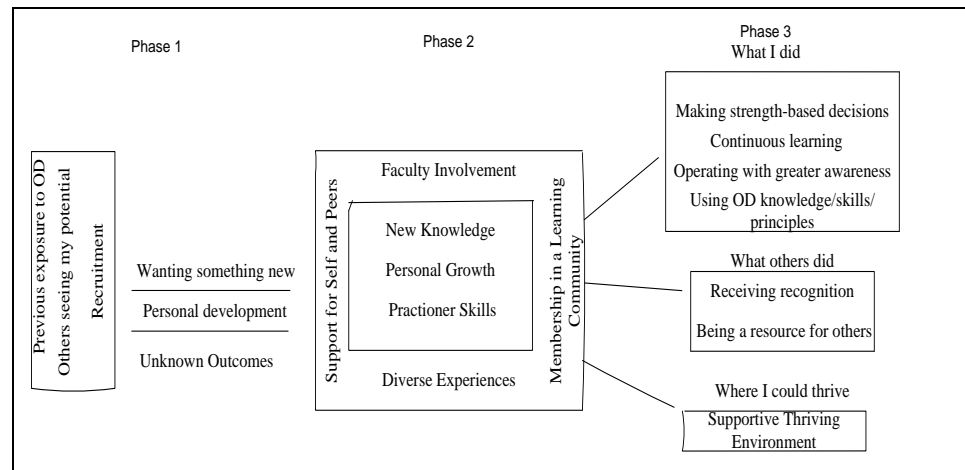 Phase 1
Previous exposure to OD
Others seeing my potential
Recruitment
Wanting something new
Personal development
Unknown Outcomes
Phase 2
Faculty Involvement
Support for Self and Peers
New Knowledge
Personal Growth
Practioner Skills
Membership in a Learning
Community
Diverse Experiences
Phase 3
What I did
Making strength-based decisions
Continuous learning
Operating with greater awareness
Using OD knowledge/skills/
principles
What others did
Receiving recognition
Being a resource for others
Where I could thrive
Supportive Thriving
Environment